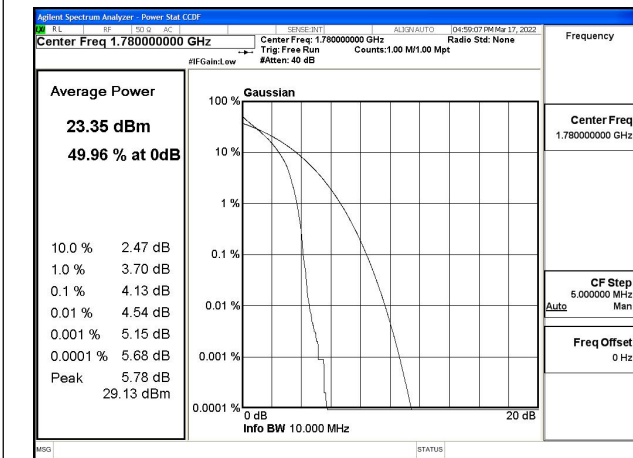 Agilent Spectrum Analyzer - Power Stat CCDF
RL RF 50 Ω AC SENSE:INT ALIGNAUTO 04:59:07 PM Mar 17, 2022
Center Freq 1.780000000 GHz
Center Freq: 1.780000000 GHz Radio Std: None
Trig: Free Run Counts:1.00 M/1.00 Mpt
#IFGain:Low #Atten: 40 dB
Frequency
Average Power
23.35 dBm
49.96 % at 0dB
10.0 % 2.47 dB
1.0 % 3.70 dB
0.1 % 4.13 dB
0.01 % 4.54 dB
0.001 % 5.15 dB
0.0001 % 5.68 dB
Peak 5.78 dB
29.13 dBm
Gaussian
100 %
10 %
1 %
0.1 %
0.01 %
0.001 %
0.0001 %
0 dB 20 dB
Info BW 10.000 MHz
Center Freq
1.780000000 GHz
CF Step
5.000000 MHz
Auto Man
Freq Offset
0 Hz
MSG STATUS